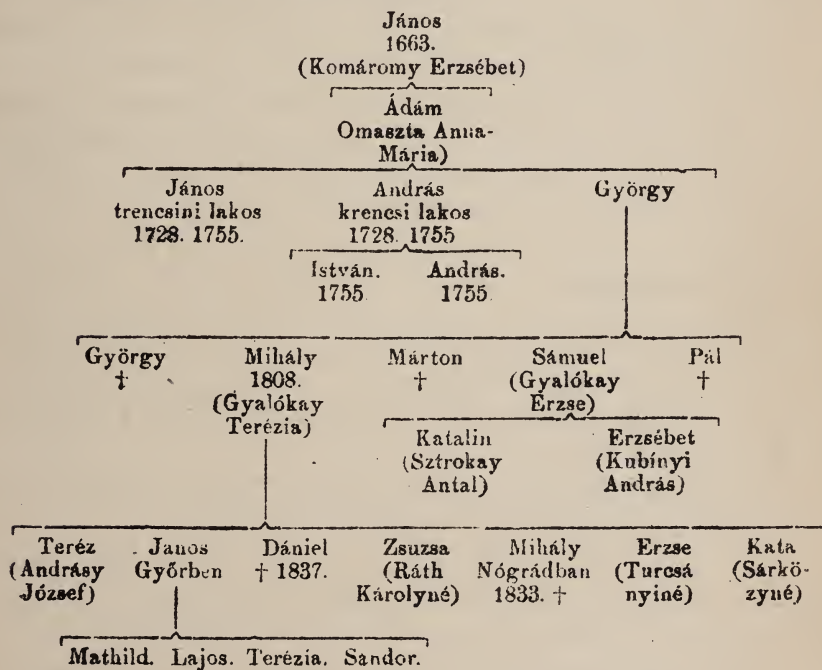 János
1663.
(Komáromy Erzsébet)
Ádám
Omaszta Anna-
Mária)
János András György
trencsini lakos krencsi lakos
1728. 1755. 1728. 1755
István. András.
1755 1755
György Mihály Márton Sámuel Pál
† 1808. † (Gyalókay †
(Gyalókay Erzse)
Terézia)
Katalin Erzsébet
(Sztrokay (Kubínyi
Antal) András)
Teréz Janos Dániel Zsuzsa Mihály Erzse Kata
(Andrásy Győrben † 1837. (Ráth Nógrádban (Turcsá (Sárkö-
József) Károlyné) 1833. † nyiné) zyné)
Mathild. Lajos. Terézia. Sándor.